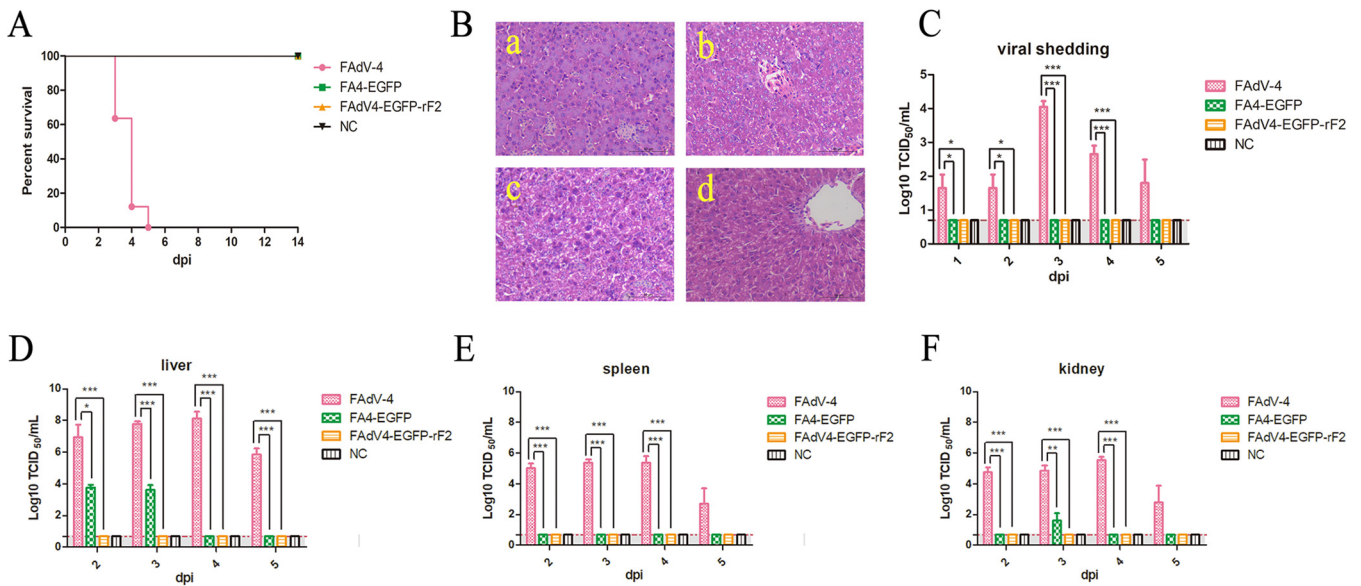 A
100
80
60
40
20
0
Percent survival
0 2 4 6 8 10 12 14
dpi
FAdV-4
FA4-EGFP
FAdV4-EGFP-rF2
NC
B
a
b
c
d
C
viral shedding
5
4
3
2
1
0
Log10 TCID50/mL
* * * * *** *** *** ***
1 2 3 4 5
dpi
FAdV-4
FA4-EGFP
FAdV4-EGFP-rF2
NC
D
liver
10
8
6
4
2
0
Log10 TCID50/mL
*** * *** *** *** *** *** ***
2 3 4 5
dpi
FAdV-4
FA4-EGFP
FAdV4-EGFP-rF2
NC
E
spleen
10
8
6
4
2
0
Log10 TCID50/mL
*** *** *** *** *** ***
2 3 4 5
dpi
FAdV-4
FA4-EGFP
FAdV4-EGFP-rF2
NC
F
kidney
10
8
6
4
2
0
Log10 TCID50/mL
*** *** *** ** *** ***
2 3 4 5
dpi
FAdV-4
FA4-EGFP
FAdV4-EGFP-rF2
NC